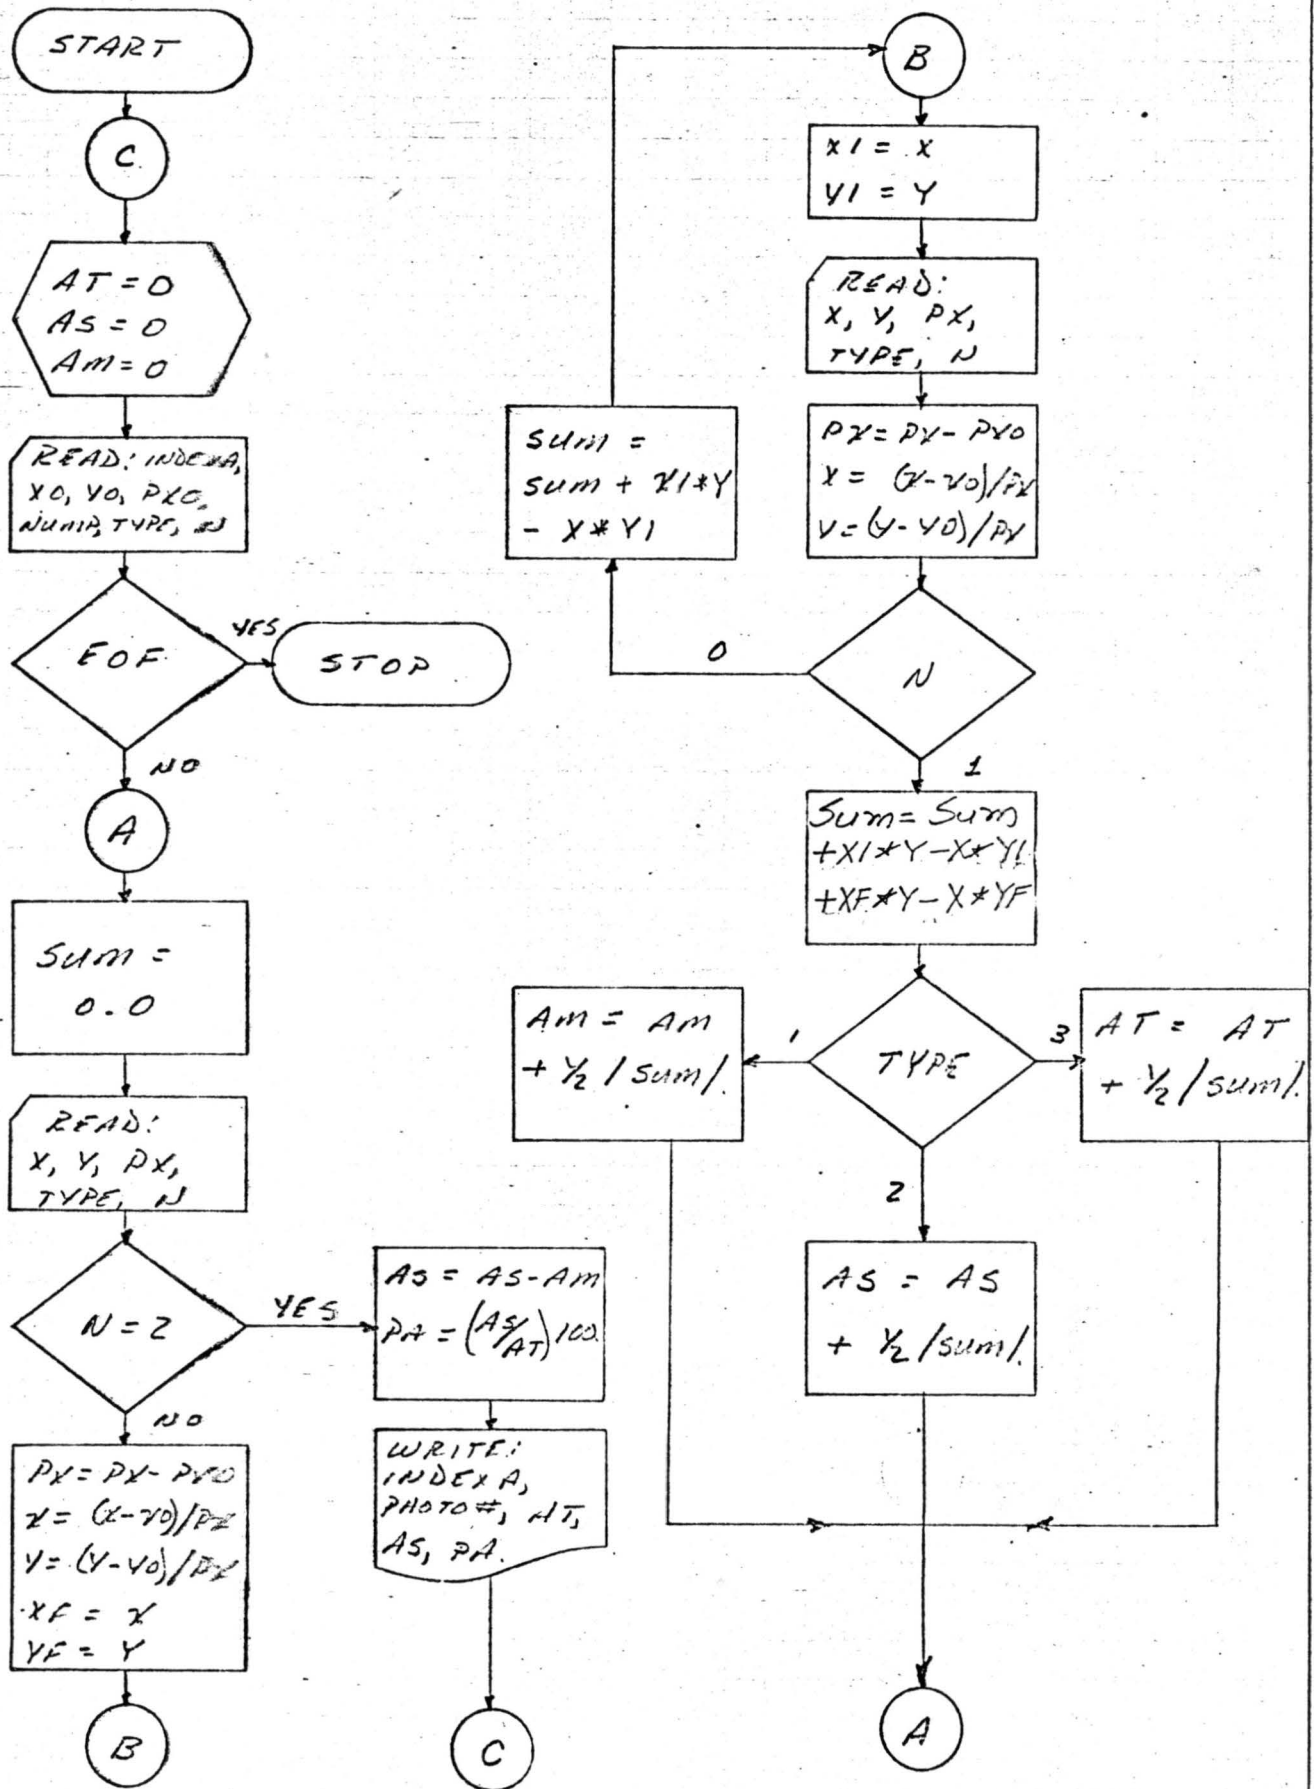 START
C
AT = 0
AS = 0
AM = 0
READ: INDEXA,
X0, Y0, PX0,
NUMP, TYPE, N
EOF
YES
STOP
NO
A
SUM =
0.0
READ:
X, Y, PX,
TYPE, N
N = 2
YES
NO
PX = PX - PX0
X = (X-X0)/PX
Y = (Y-Y0)/PX
XF = X
YF = Y
B
AS = AS-AM
PA = (AS/AT)100.
WRITE:
INDEXA,
PHOTO#, AT,
AS, PA.
C
B
X1 = X
Y1 = Y
READ:
X, Y, PX,
TYPE, N
PX = PX - PX0
X = (X-X0)/PX
Y = (Y-Y0)/PX
SUM =
SUM + X1*Y
- X*Y1
0
N
1
SUM = SUM
+X1*Y-X*Y1
+XF*Y-X*YF
AM = AM
+ 1/2 /SUM/.
1
TYPE
3
AT = AT
+ 1/2 /SUM/.
2
AS = AS
+ 1/2 /SUM/.
A